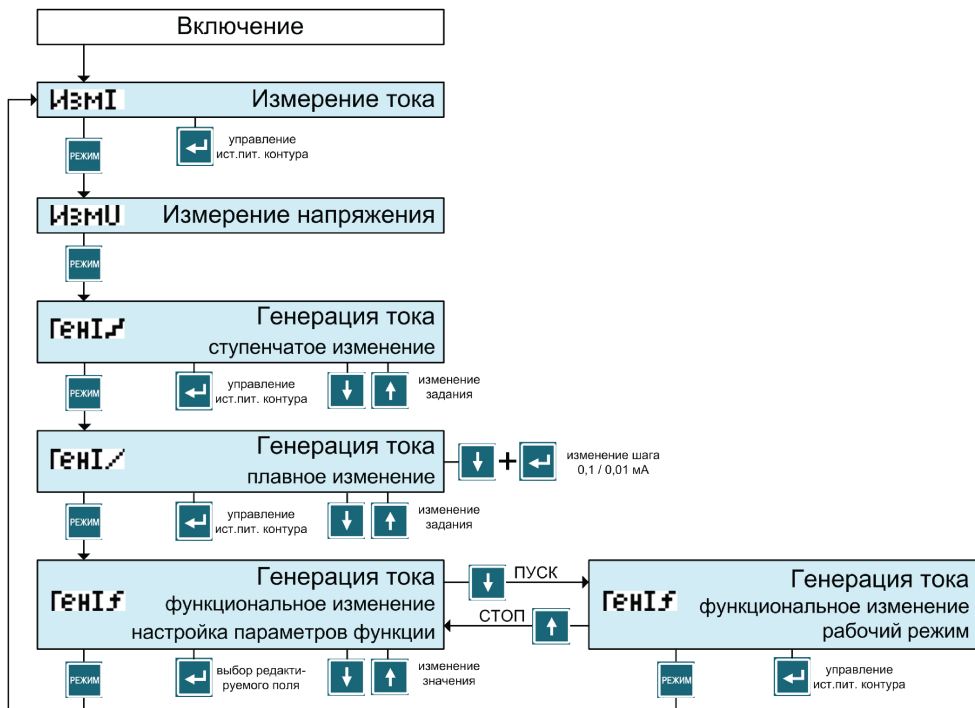 Включение
ИзмI
Измерение тока
управление
ист.пит. контура
РЕЖИМ
ИзмU
Измерение напряжения
РЕЖИМ
ГенI
Генерация тока
ступенчатое изменение
РЕЖИМ
управление
ист.пит. контура
изменение
задания
ГенI
Генерация тока
плавное изменение
+
изменение шага
0,1 / 0,01 мА
РЕЖИМ
управление
ист.пит. контура
изменение
задания
ГенIf
Генерация тока
функциональное изменение
настройка параметров функции
ПУСК
СТОП
ГенIf
Генерация тока
функциональное изменение
рабочий режим
РЕЖИМ
выбор редакти-
руемого поля
изменение
значения
РЕЖИМ
управление
ист.пит. контура